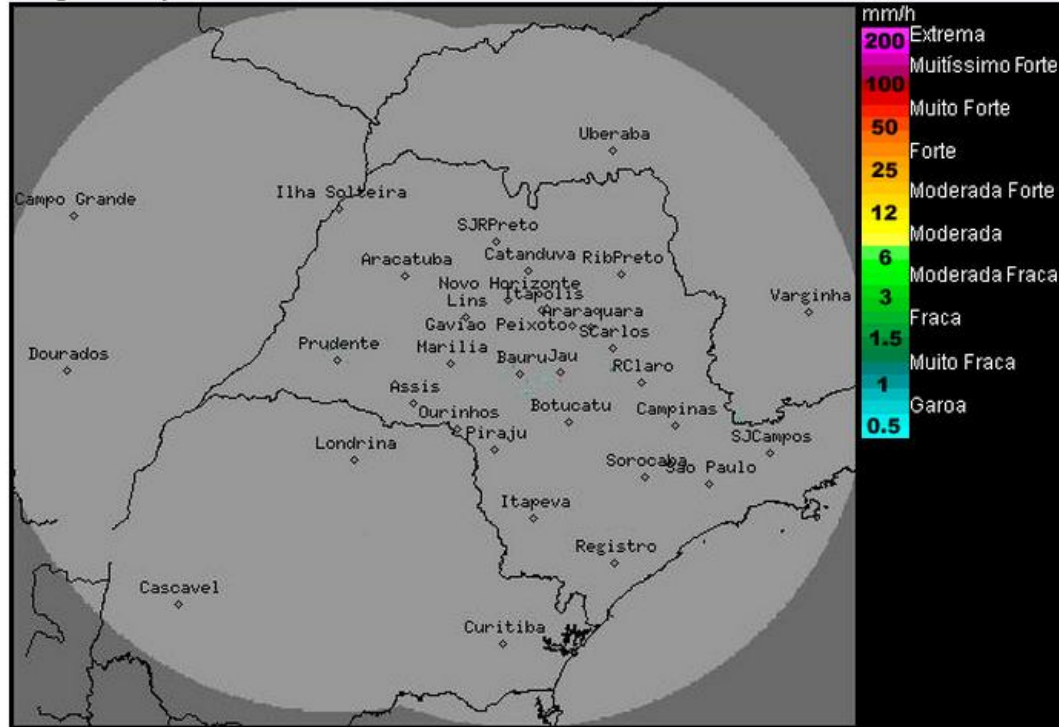 mm/h
200 Extrema
Muitíssimo Forte
100
Muito Forte
50
Forte
25
Moderada Forte
12
Moderada
6
Moderada Fraca
3
Fraca
1.5
Muito Fraca
1
Garoa
0.5
Uberaba
Campo Grande
Ilha Solteira
SJRPreto
Aracatuba
Catanduva
RibPreto
Novo Horizonte
Itapolis
Lins
Araraquara
Varginha
Gaviao Peixoto
SCarlos
Dourados
Prudente
Marilia
Bauru
Jau
RClaro
Assis
Ourinhos
Botucatu
Campinas
Londrina
Piraju
SJCampos
Sorocaba
Sao Paulo
Itapeva
Registro
Cascavel
Curitiba